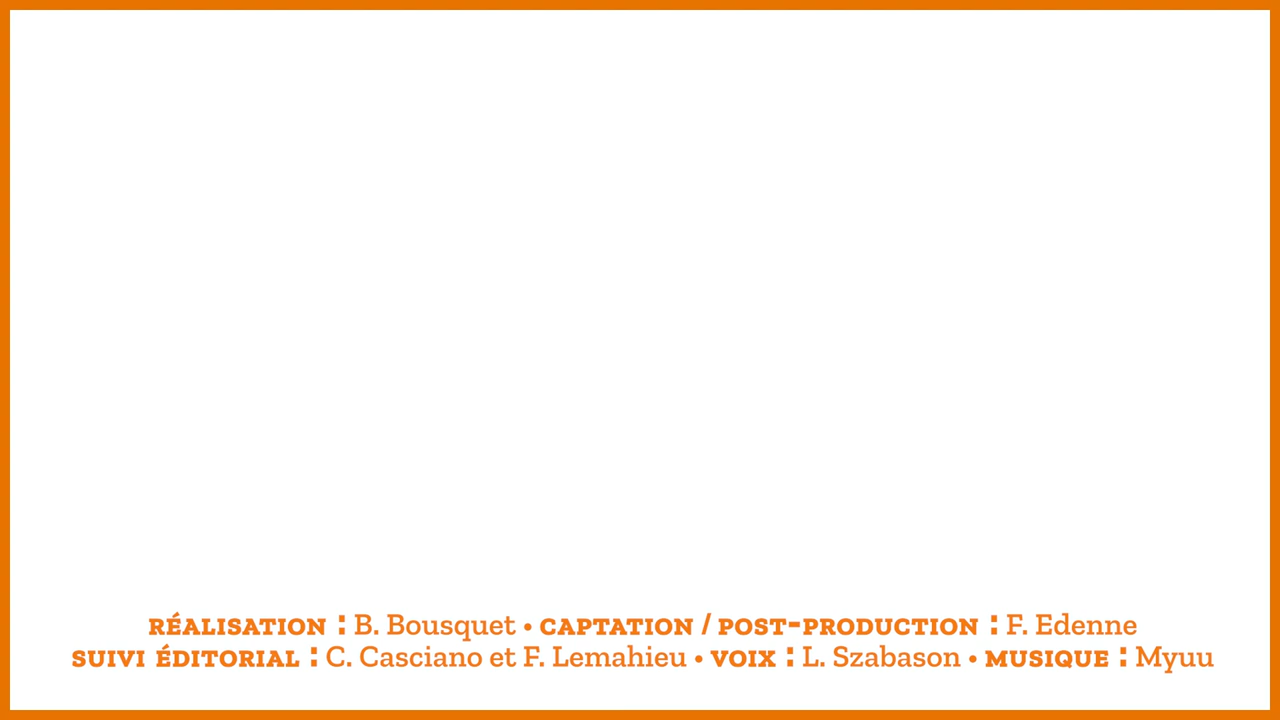 RÉALISATION : B. Bousquet • CAPTATION / POST-PRODUCTION : F. Edenne
SUIVI ÉDITORIAL : C. Casciano et F. Lemahieu • VOIX : L. Szabason • MUSIQUE : Myuu